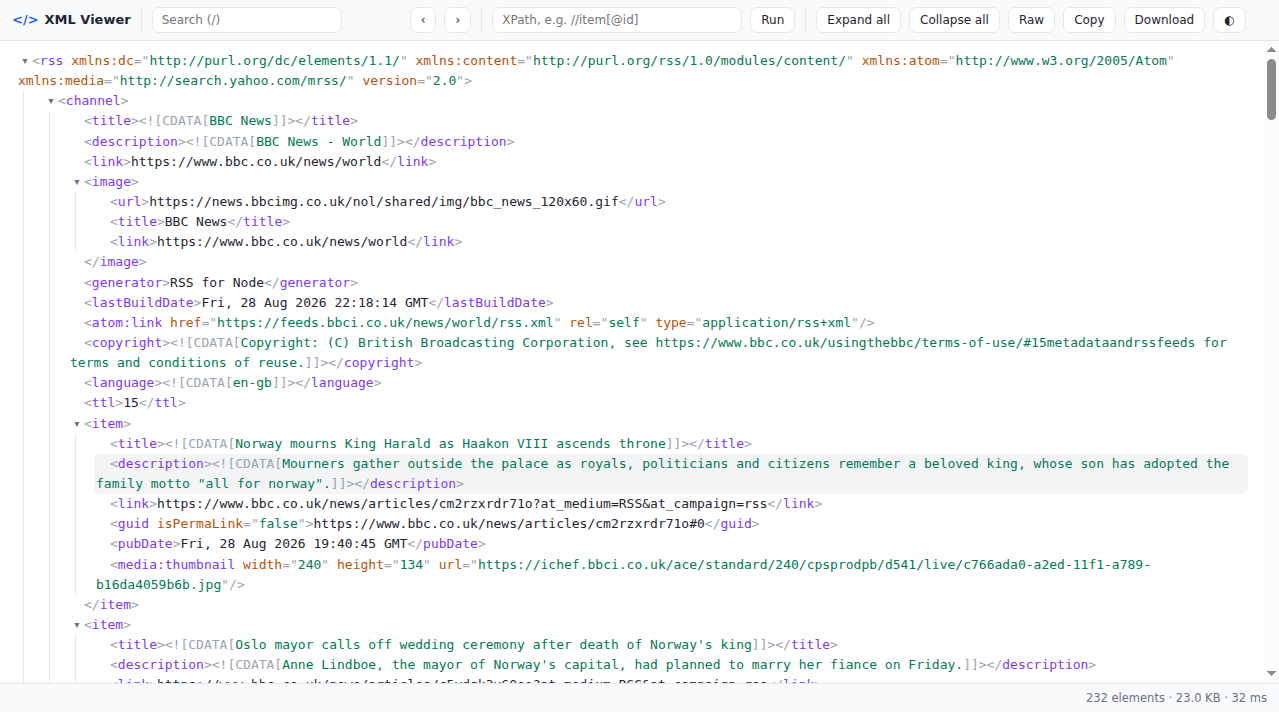 </> XML Viewer Search (/) ‹ › XPath, e.g. //item[@id] Run Expand all Collapse all Raw Copy Download
<rss xmlns:dc="http://purl.org/dc/elements/1.1/" xmlns:content="http://purl.org/rss/1.0/modules/content/" xmlns:atom="http://www.w3.org/2005/Atom"
xmlns:media="http://search.yahoo.com/mrss/" version="2.0">
<channel>
<title><![CDATA[BBC News]]></title>
<description><![CDATA[BBC News - World]]></description>
<link>https://www.bbc.co.uk/news/world</link>
<image>
<url>https://news.bbcimg.co.uk/nol/shared/img/bbc_news_120x60.gif</url>
<title>BBC News</title>
<link>https://www.bbc.co.uk/news/world</link>
</image>
<generator>RSS for Node</generator>
<lastBuildDate>Fri, 28 Aug 2026 22:18:14 GMT</lastBuildDate>
<atom:link href="https://feeds.bbci.co.uk/news/world/rss.xml" rel="self" type="application/rss+xml"/>
<copyright><![CDATA[Copyright: (C) British Broadcasting Corporation, see https://www.bbc.co.uk/usingthebbc/terms-of-use/#15metadataandrssfeeds for
terms and conditions of reuse.]]></copyright>
<language><![CDATA[en-gb]]></language>
<ttl>15</ttl>
<item>
<title><![CDATA[Norway mourns King Harald as Haakon VIII ascends throne]]></title>
<description><![CDATA[Mourners gather outside the palace as royals, politicians and citizens remember a beloved king, whose son has adopted the
family motto "all for norway".]]></description>
<link>https://www.bbc.co.uk/news/articles/cm2rzxrdr71o?at_medium=RSS&at_campaign=rss</link>
<guid isPermaLink="false">https://www.bbc.co.uk/news/articles/cm2rzxrdr71o#0</guid>
<pubDate>Fri, 28 Aug 2026 19:40:45 GMT</pubDate>
<media:thumbnail width="240" height="134" url="https://ichef.bbci.co.uk/ace/standard/240/cpsprodpb/d541/live/c766ada0-a2ed-11f1-a789-
b16da4059b6b.jpg"/>
</item>
<item>
<title><![CDATA[Oslo mayor calls off wedding ceremony after death of Norway's king]]></title>
<description><![CDATA[Anne Lindboe, the mayor of Norway's capital, had planned to marry her fiance on Friday.]]></description>
232 elements · 23.0 KB · 32 ms